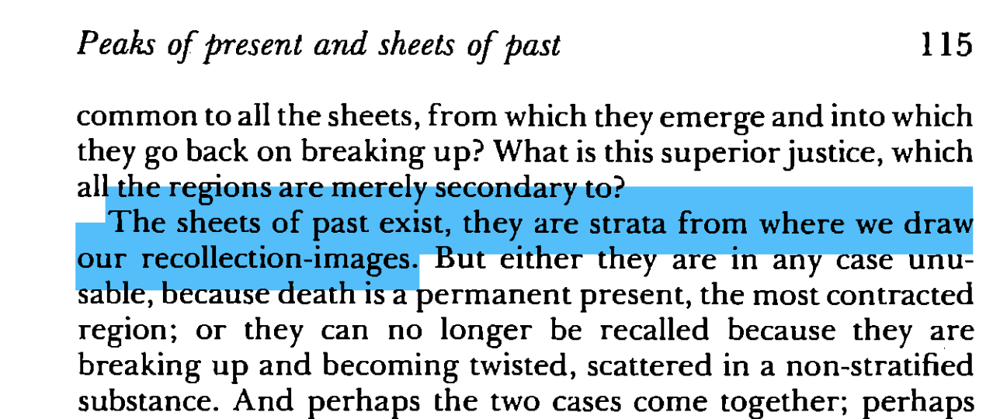 Peaks of present and sheets of past 115
common to all the sheets, from which they emerge and into which
they go back on breaking up? What is this superior justice, which
all the regions are merely secondary to?
The sheets of past exist, they are strata from where we draw
our recollection-images. But either they are in any case unu-
sable, because death is a permanent present, the most contracted
region; or they can no longer be recalled because they are
breaking up and becoming twisted, scattered in a non-stratified
substance. And perhaps the two cases come together; perhaps